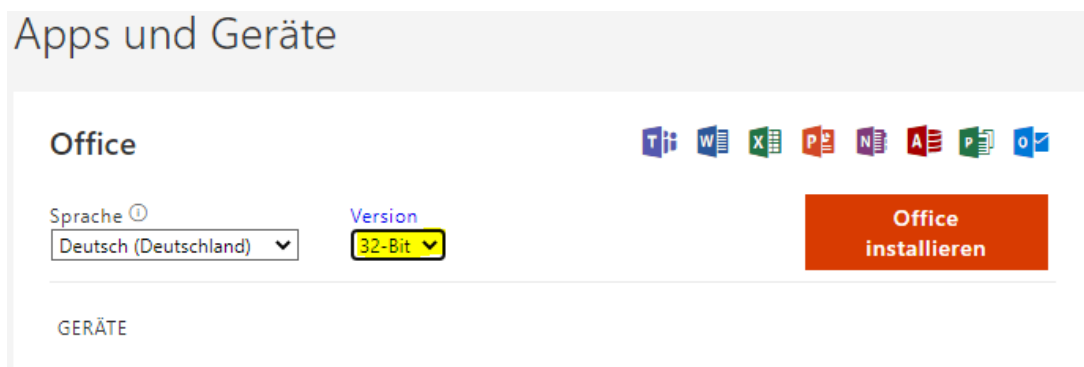 Apps und Geräte
Office
T W X P N A P O
Sprache Version
Deutsch (Deutschland) 32-Bit
Office
installieren
GERÄTE